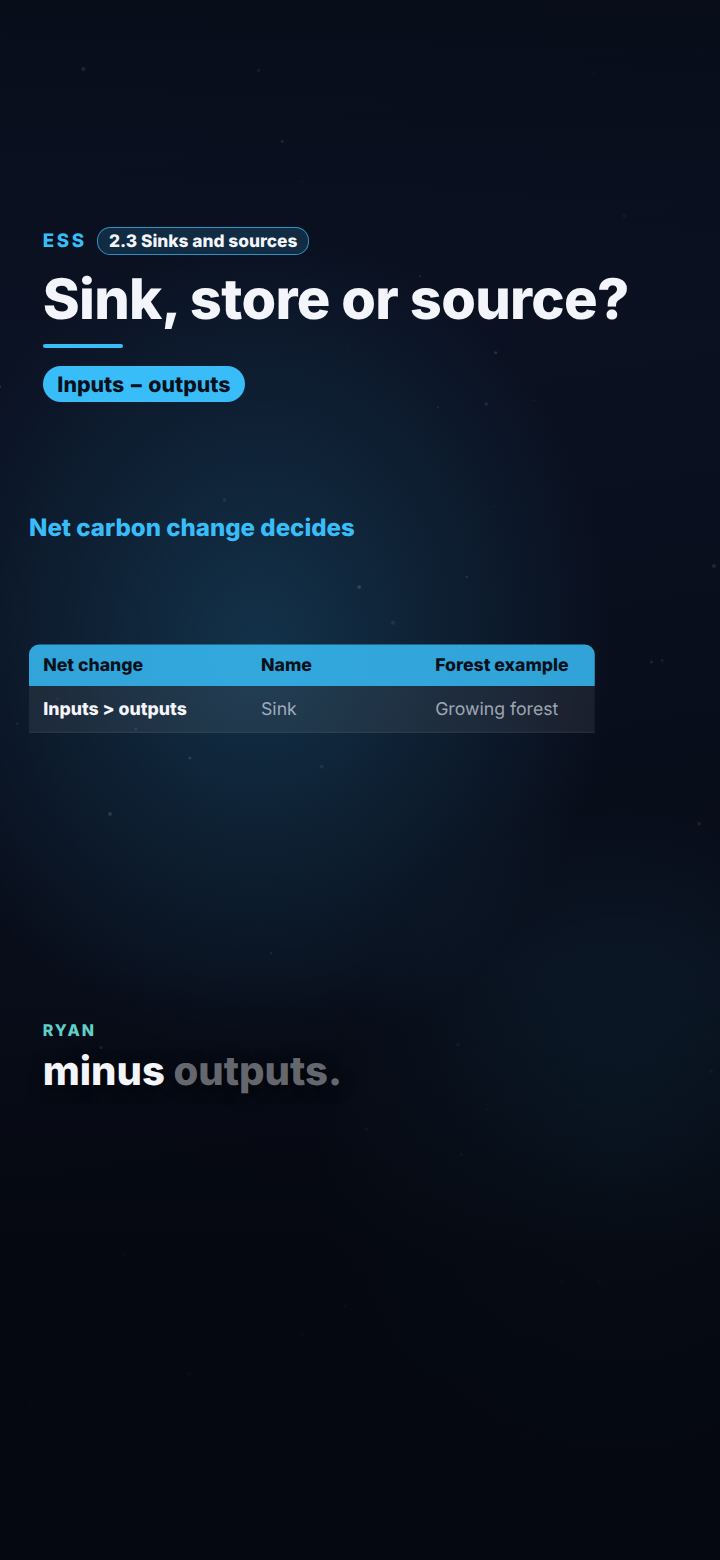 ESS 2.3 Sinks and sources
Sink, store or source?
Inputs – outputs
Net carbon change decides
Net change Name Forest example
Inputs > outputs Sink Growing forest
RYAN
minus outputs.